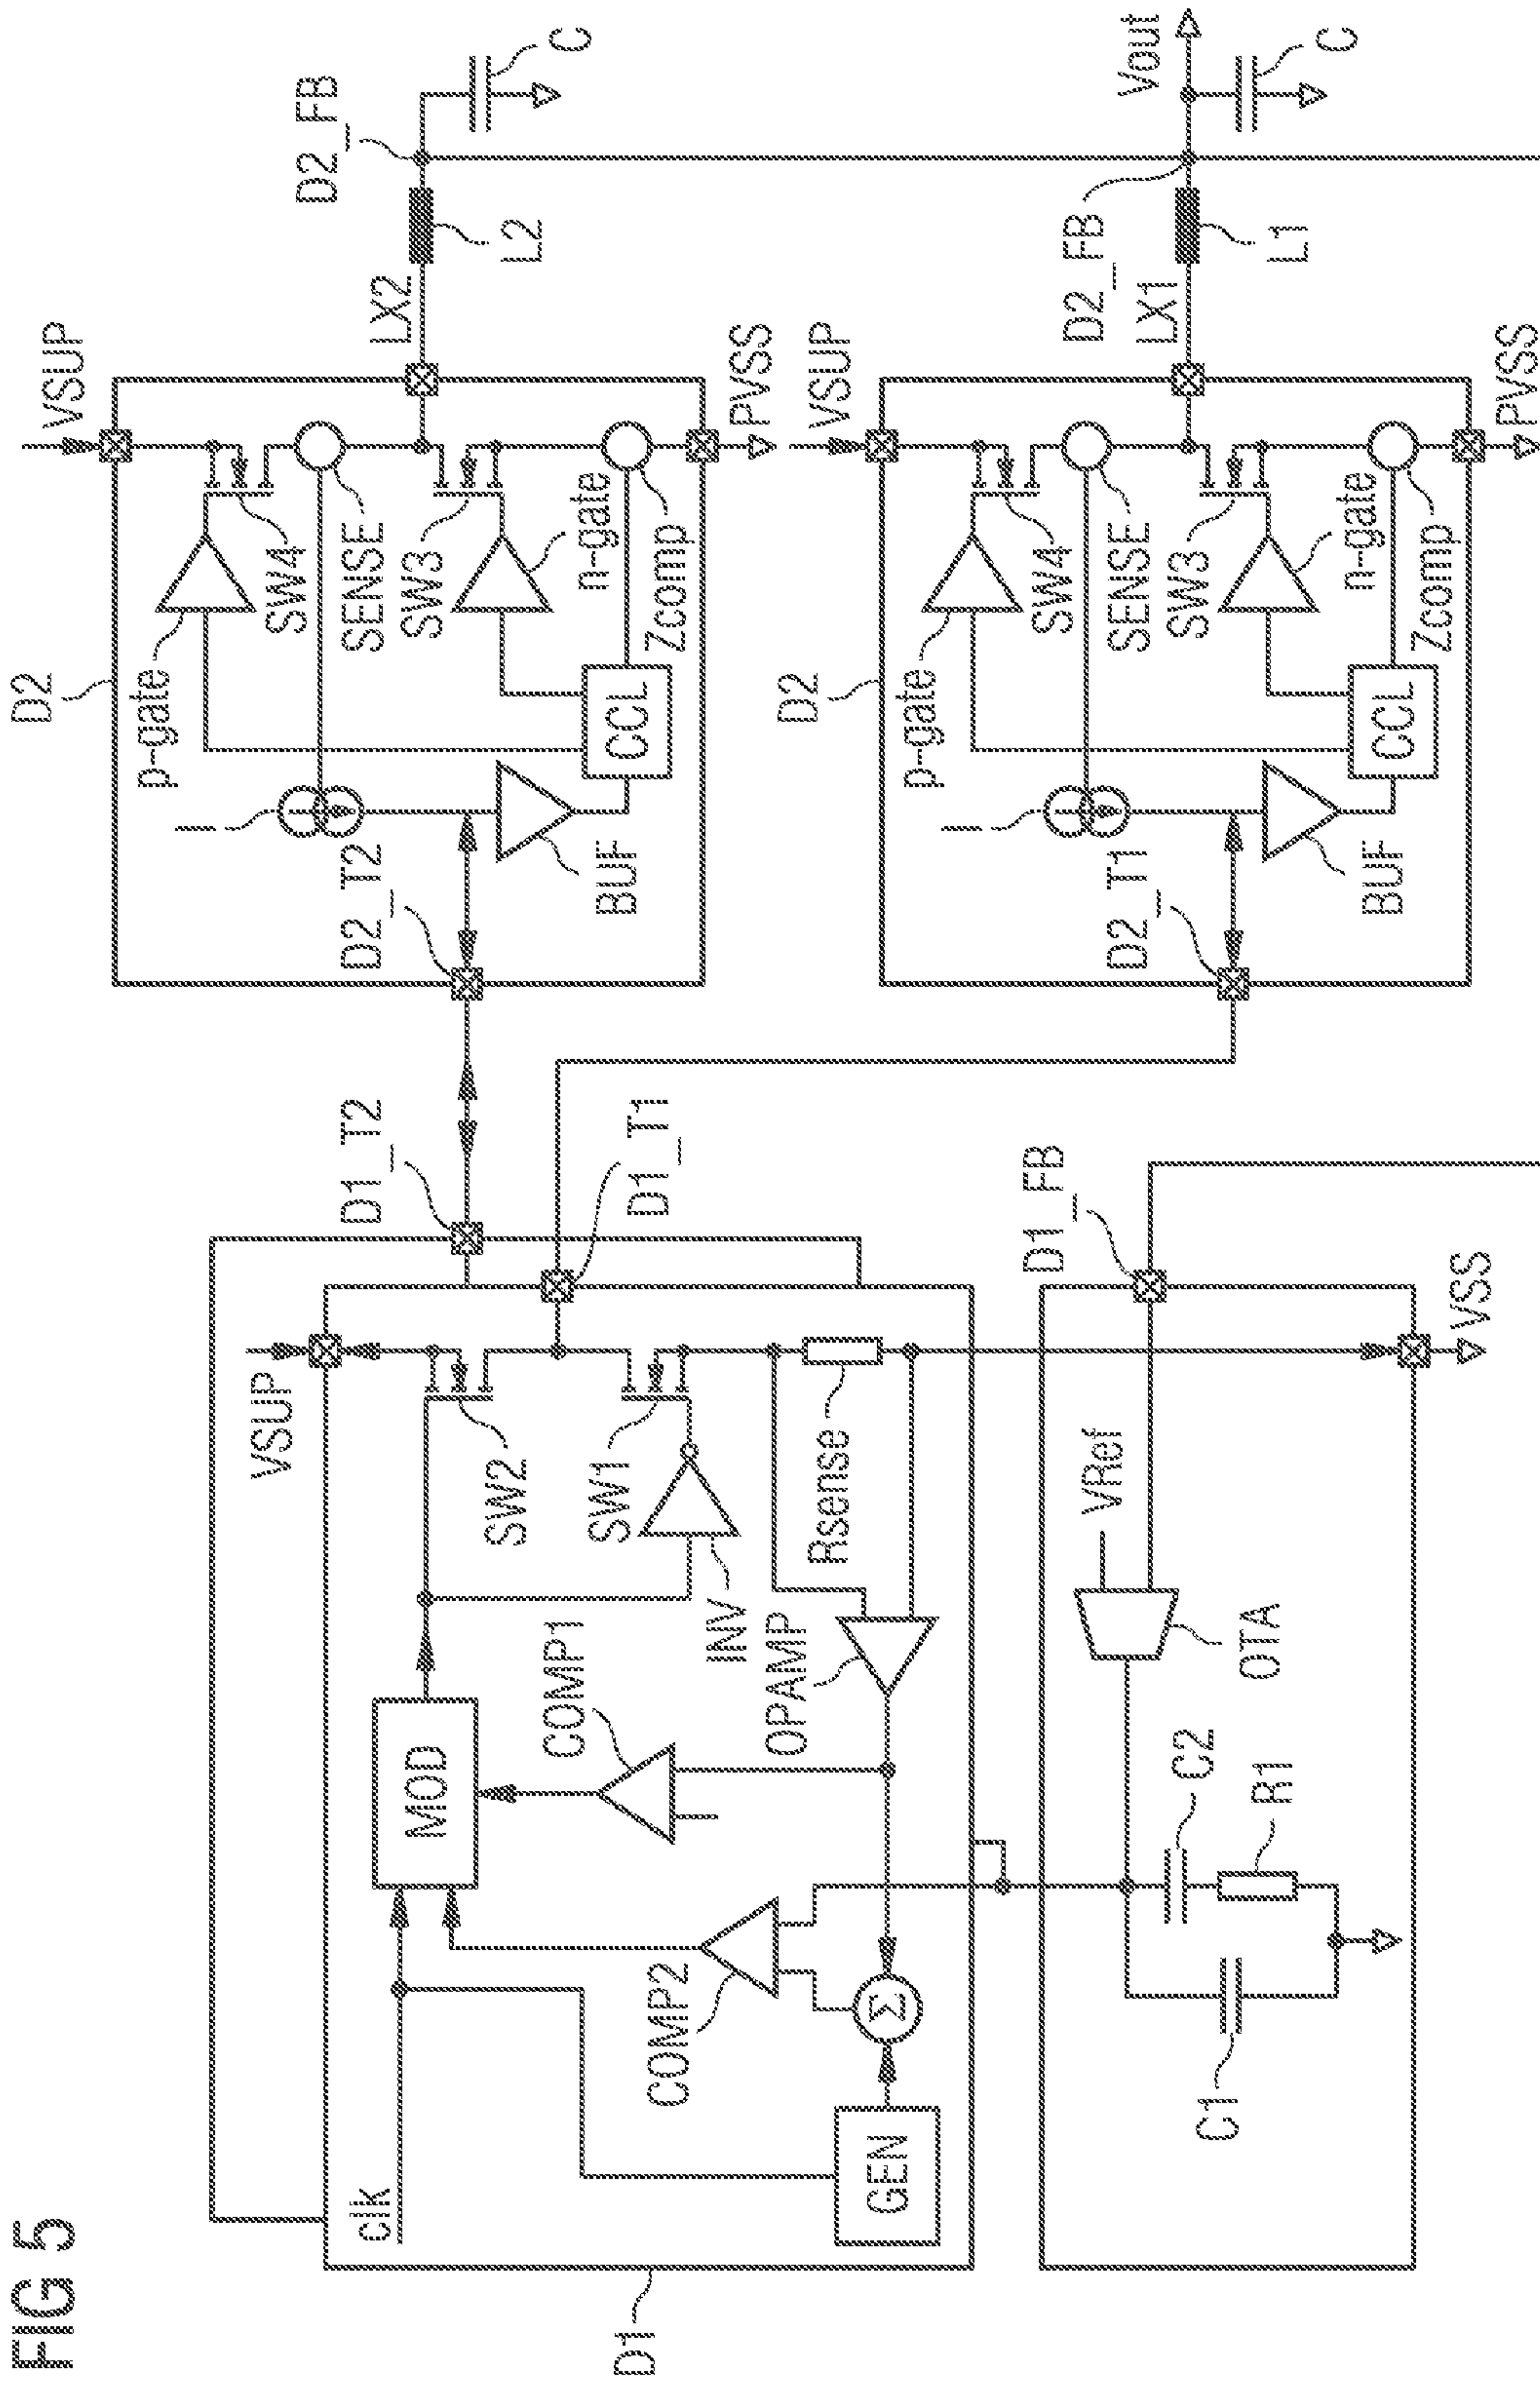 FIG 5
D1
clk
GEN
Σ
COMP2
MOD
COMP1
OPAMP
INV
SW2
SW1
Rsense
VSUP
D1_T2
D1_T1
C1
C2
R1
OTA
VRef
D1_FB
VSS
D2
D2_T2
I
BUF
CCL
p-gate
SW4
SENSE
SW3
n-gate
Zcomp
VSUP
PVSS
LX2
L2
D2_FB
C
D2
D2_T1
I
BUF
CCL
p-gate
SW4
SENSE
SW3
n-gate
Zcomp
VSUP
PVSS
LX1
L1
D2_FB
Vout
C